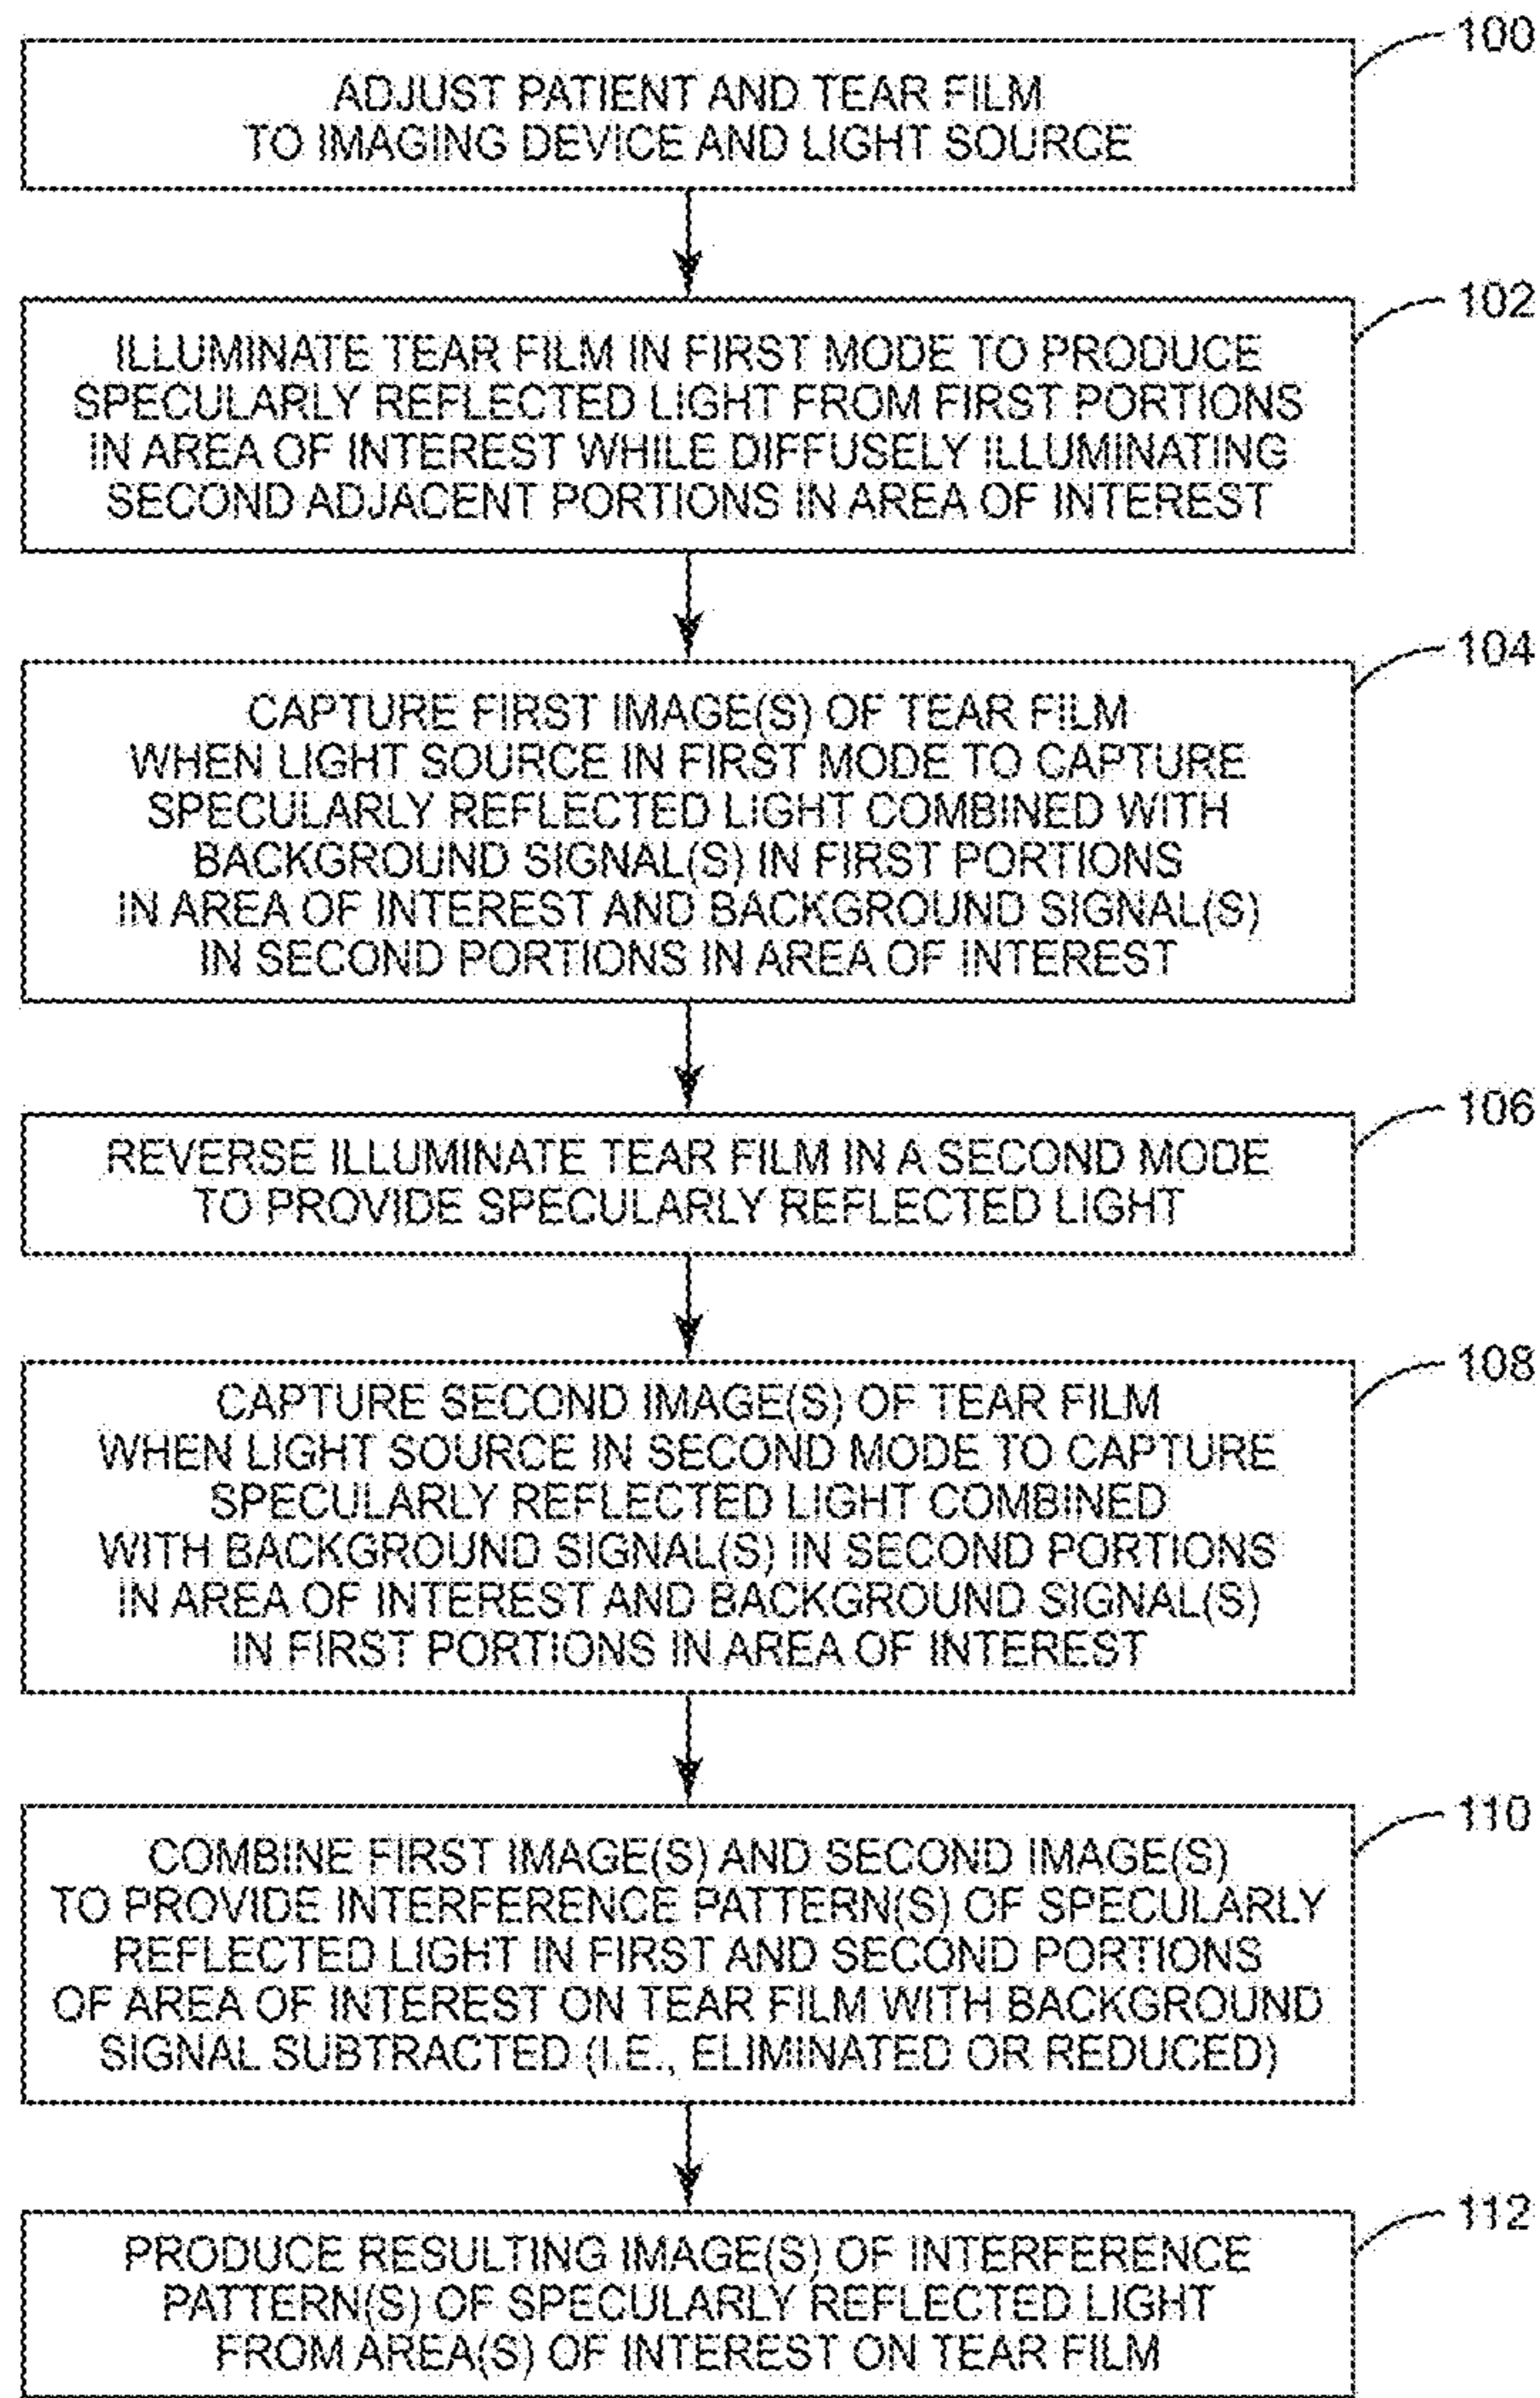 100
ADJUST PATIENT AND TEAR FILM
TO IMAGING DEVICE AND LIGHT SOURCE
102
ILLUMINATE TEAR FILM IN FIRST MODE TO PRODUCE
SPECULARLY REFLECTED LIGHT FROM FIRST PORTIONS
IN AREA OF INTEREST WHILE DIFFUSELY ILLUMINATING
SECOND ADJACENT PORTIONS IN AREA OF INTEREST
104
CAPTURE FIRST IMAGE(S) OF TEAR FILM
WHEN LIGHT SOURCE IN FIRST MODE TO CAPTURE
SPECULARLY REFLECTED LIGHT COMBINED WITH
BACKGROUND SIGNAL(S) IN FIRST PORTIONS
IN AREA OF INTEREST AND BACKGROUND SIGNAL(S)
IN SECOND PORTIONS IN AREA OF INTEREST
106
REVERSE ILLUMINATE TEAR FILM IN A SECOND MODE
TO PROVIDE SPECULARLY REFLECTED LIGHT
108
CAPTURE SECOND IMAGE(S) OF TEAR FILM
WHEN LIGHT SOURCE IN SECOND MODE TO CAPTURE
SPECULARLY REFLECTED LIGHT COMBINED
WITH BACKGROUND SIGNAL(S) IN SECOND PORTIONS
IN AREA OF INTEREST AND BACKGROUND SIGNAL(S)
IN FIRST PORTIONS IN AREA OF INTEREST
110
COMBINE FIRST IMAGE(S) AND SECOND IMAGE(S)
TO PROVIDE INTERFERENCE PATTERN(S) OF SPECULARLY
REFLECTED LIGHT IN FIRST AND SECOND PORTIONS
OF AREA OF INTEREST ON TEAR FILM WITH BACKGROUND
SIGNAL SUBTRACTED (I.E., ELIMINATED OR REDUCED)
112
PRODUCE RESULTING IMAGE(S) OF INTERFERENCE
PATTERN(S) OF SPECULARLY REFLECTED LIGHT
FROM AREA(S) OF INTEREST ON TEAR FILM